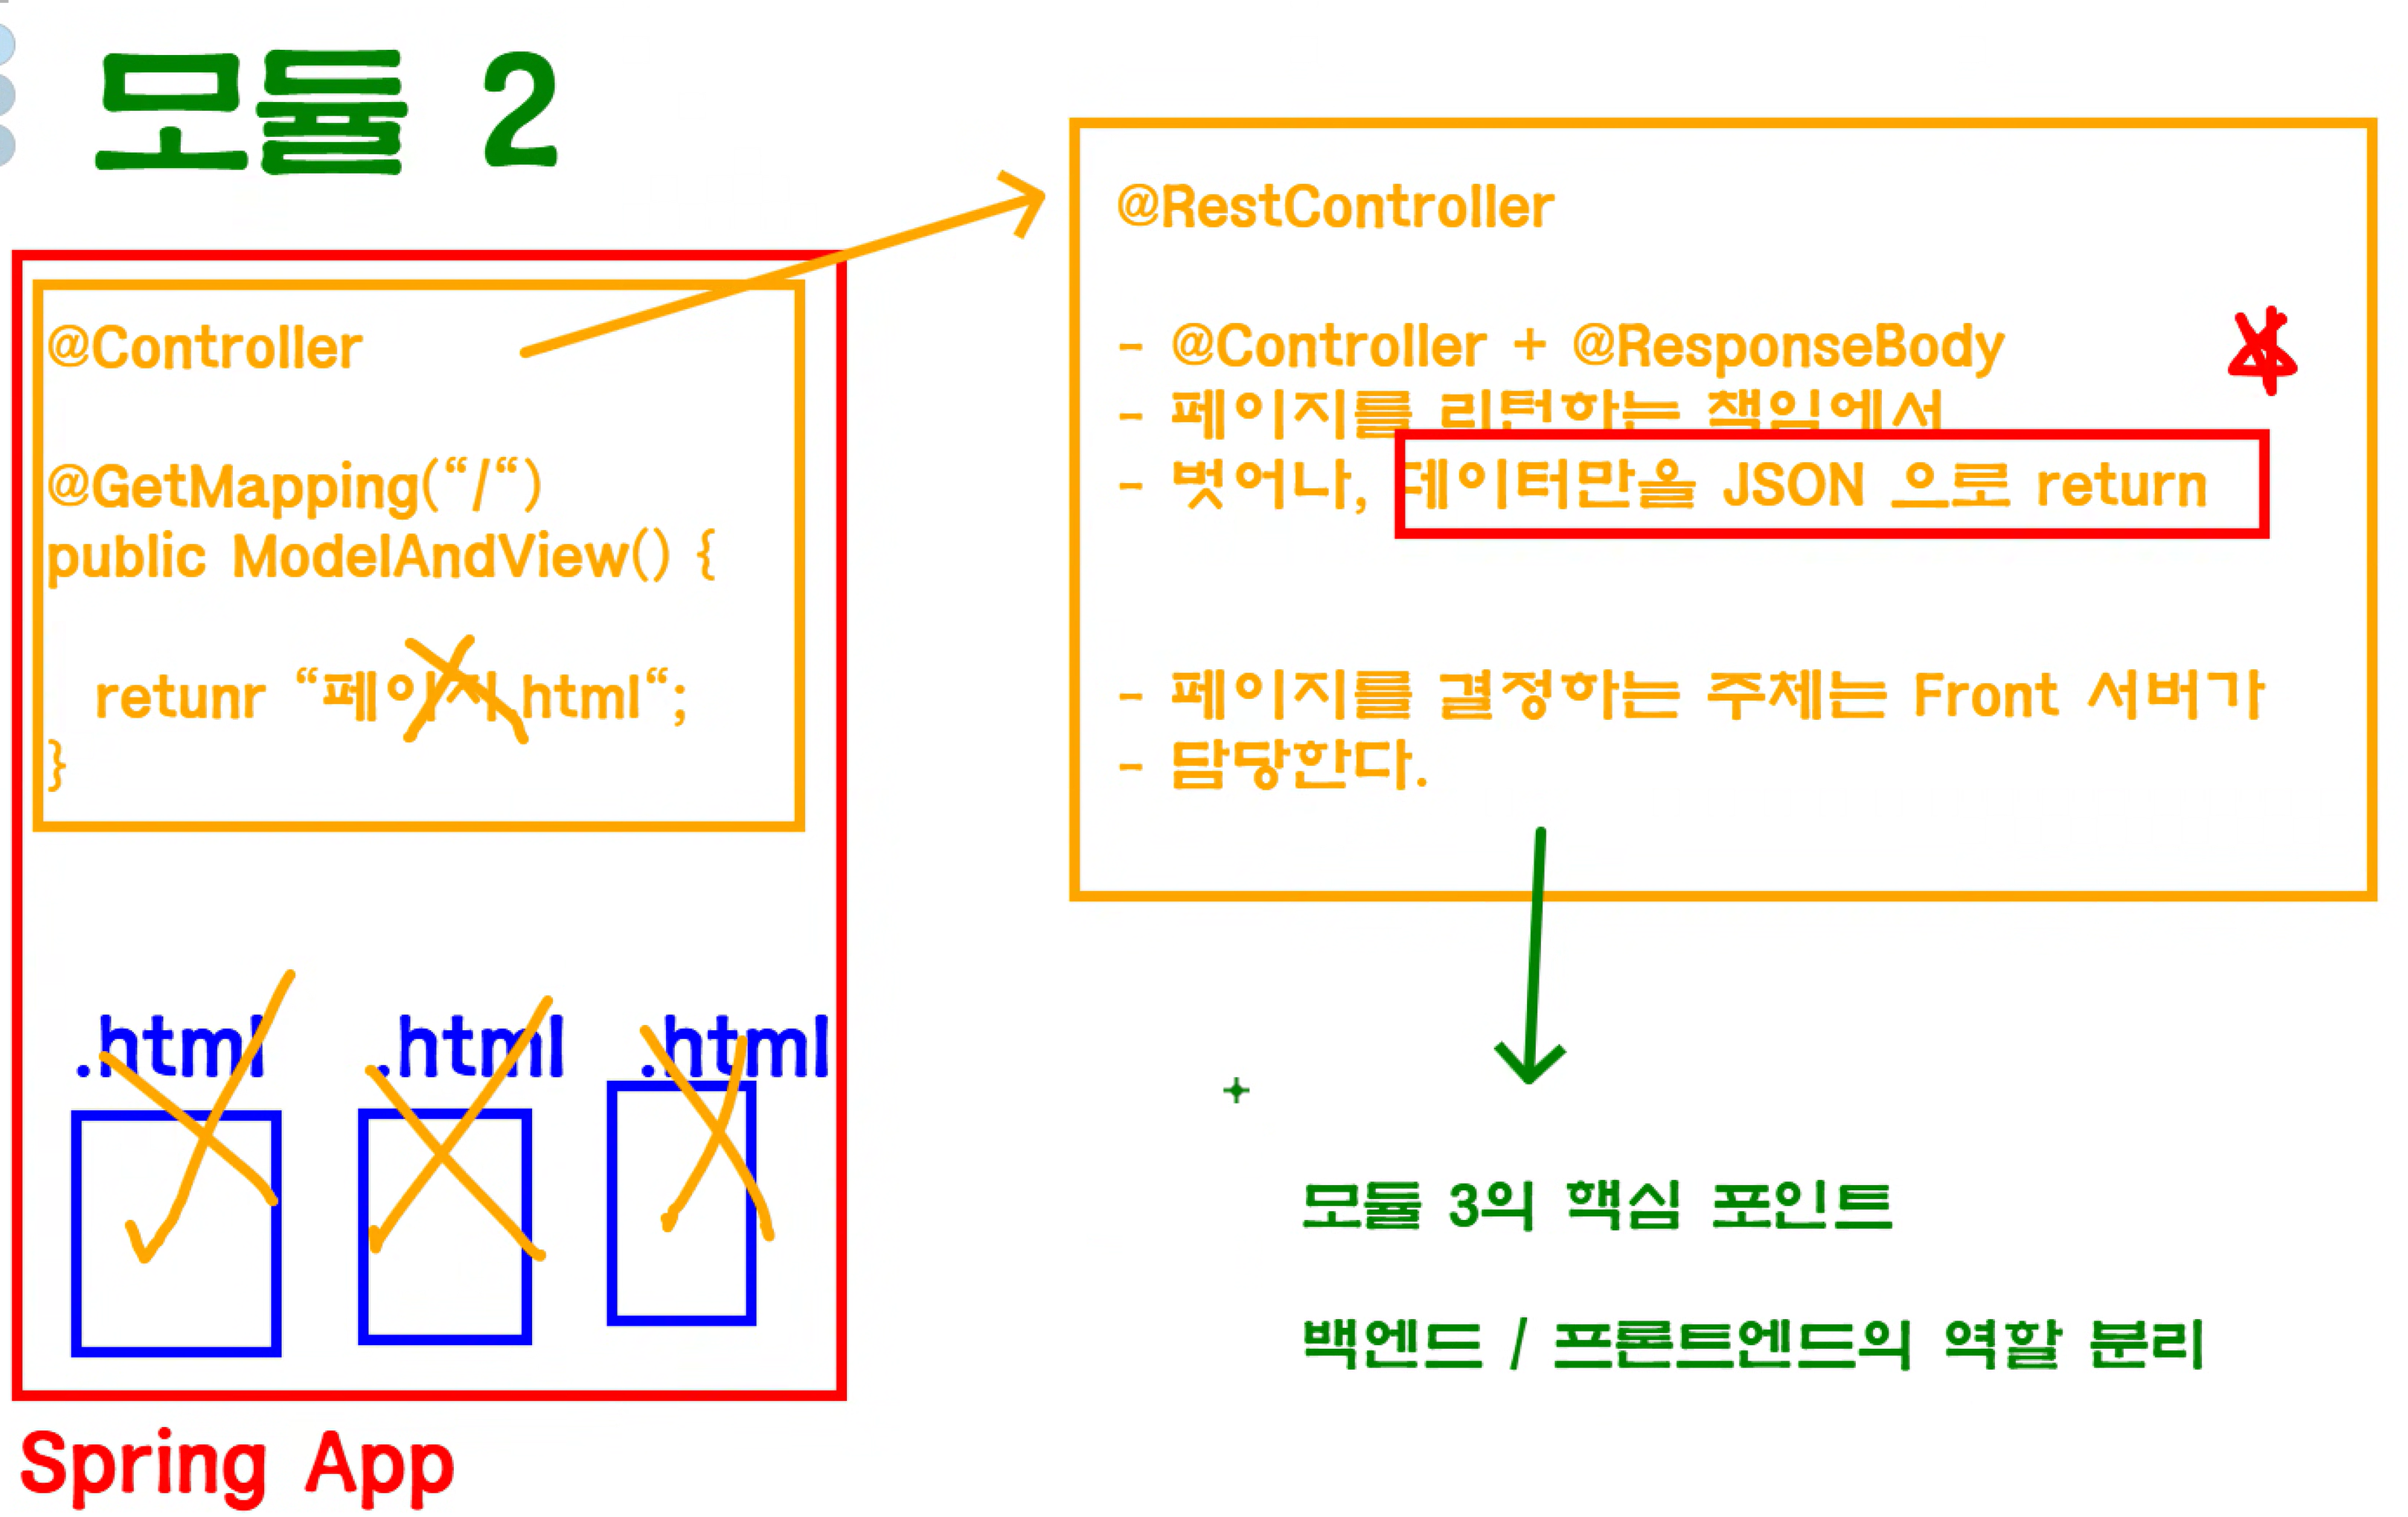 모듈 2
@Controller
@GetMapping(“/“)
public ModelAndView() {
retunr “페이지.html“;
}
.html .html .html
Spring App
@RestController
- @Controller + @ResponseBody
- 페이지를 리턴하는 책임에서
- 벗어나, 데이터만을 JSON 으로 return
- 페이지를 결정하는 주체는 Front 서버가
- 담당한다.
모듈 3의 핵심 포인트
백엔드 / 프론트엔드의 역할 분리